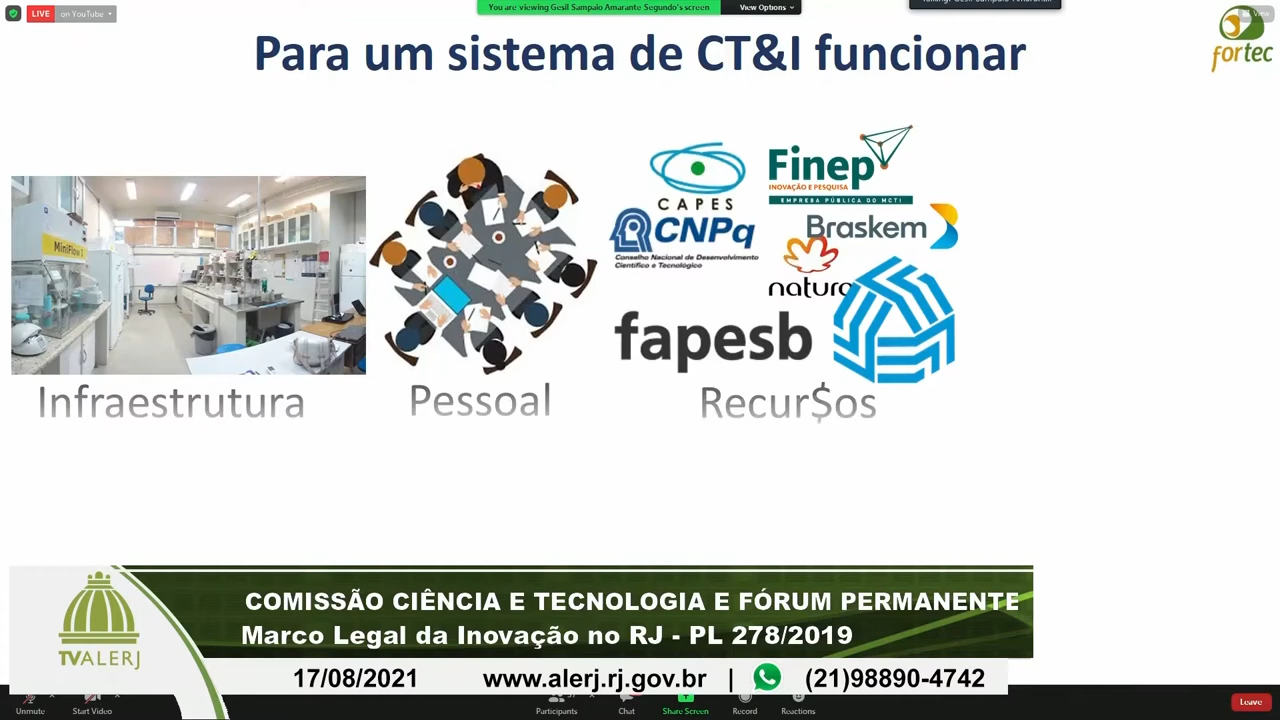 LIVE on YouTube
You are viewing Gesil Sampaio Amarante Segundo's screen
View Options
View
Para um sistema de CT&I funcionar
fortec
MiniFlow
CAPES
Finep
INOVAÇÃO E PESQUISA
EMPRESA PÚBLICA DO MCTI
CNPq
Conselho Nacional de Desenvolvimento
Científico e Tecnológico
Braskem
natura
fapesb
Infraestrutura
Pessoal
Recur$os
TVALERJ
COMISSÃO CIÊNCIA E TECNOLOGIA E FÓRUM PERMANENTE
Marco Legal da Inovação no RJ - PL 278/2019
17/08/2021
www.alerj.rj.gov.br | (21)98890-4742
Unmute
Start Video
Participants
Chat
Share Screen
Record
Reactions
Leave